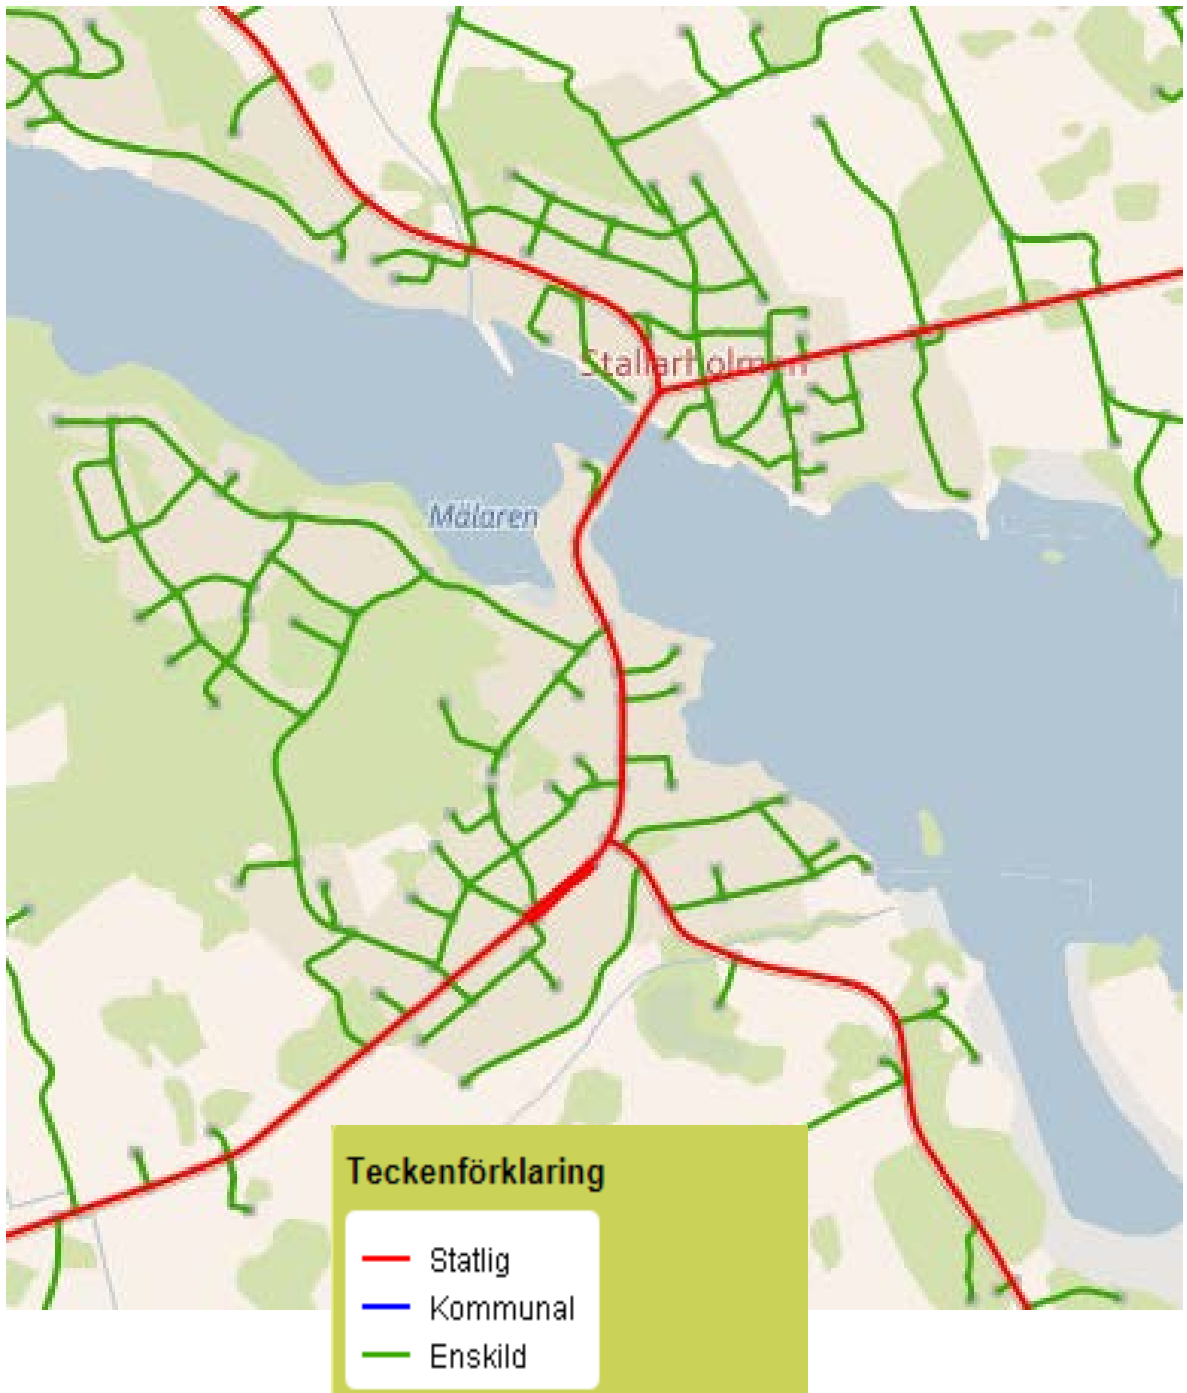 Stallarholmen
Mälaren
Teckenförklaring
Statlig
Kommunal
Enskild